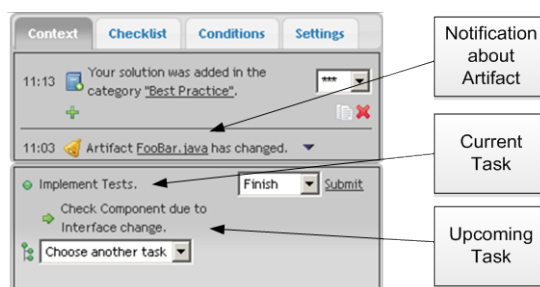 Context Checklist Conditions Settings
11:13 Your solution was added in the ***
category "Best Practice".
11:03 Artifact FooBar.java has changed.
Implement Tests. Finish Submit
Check Component due to
Interface change.
Choose another task
Notification
about
Artifact
Current
Task
Upcoming
Task